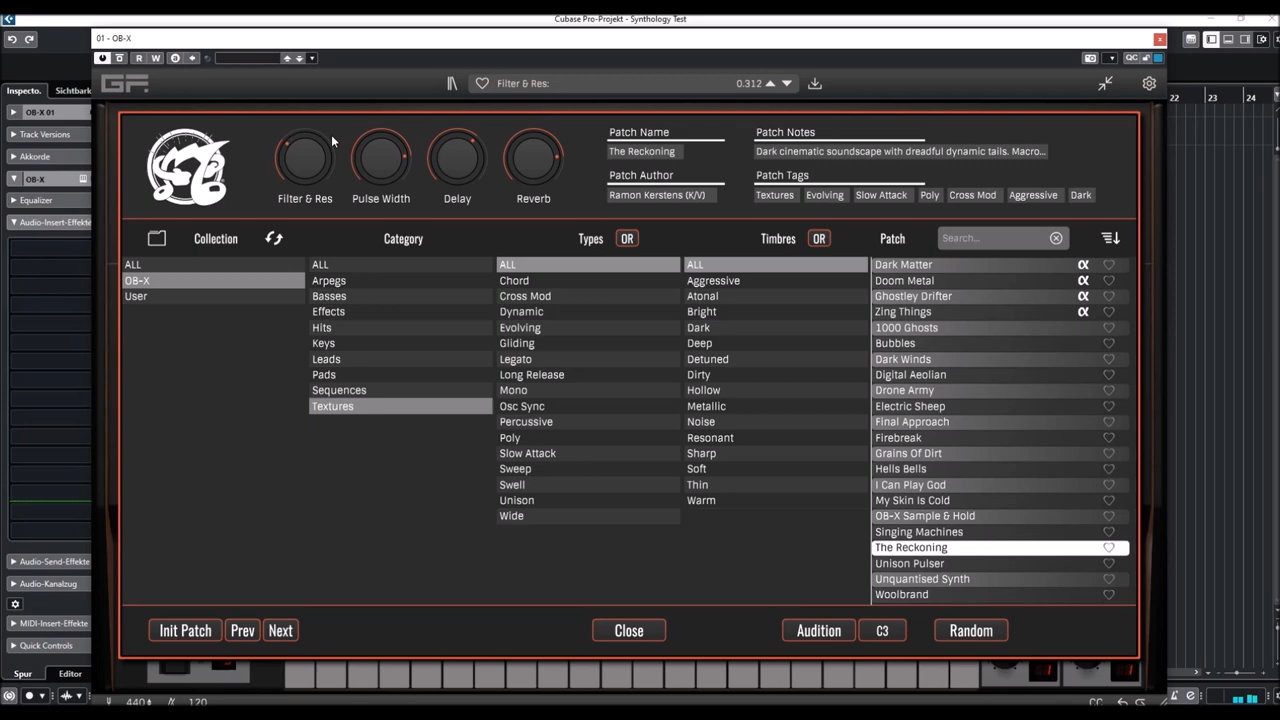 Cubase Pro-Projekt - Synthology Test
01 - OB-X
R W
QC
Inspecto.
Sichtbark
GF.
Filter & Res:
0.312
22 23 24
OB-X 01
Track Versions
Akkorde
OB-X
Equalizer
Audio-Insert-Effekte
Filter & Res
Pulse Width
Delay
Reverb
Patch Name
The Reckoning
Patch Author
Ramon Kerstens (K/V)
Patch Notes
Dark cinematic soundscape with dreadful dynamic tails. Macro...
Patch Tags
Textures
Evolving
Slow Attack
Poly
Cross Mod
Aggressive
Dark
Collection
Category
Types
OR
Timbres
OR
Patch
Search...
ALL
OB-X
User
ALL
Arpegs
Basses
Effects
Hits
Keys
Leads
Pads
Sequences
Textures
ALL
Chord
Cross Mod
Dynamic
Evolving
Gliding
Legato
Long Release
Mono
Osc Sync
Percussive
Poly
Slow Attack
Sweep
Swell
Unison
Wide
ALL
Aggressive
Atonal
Bright
Dark
Deep
Detuned
Dirty
Hollow
Metallic
Noise
Resonant
Sharp
Soft
Thin
Warm
Dark Matter α
Doom Metal α
Ghostley Drifter α
Zing Things α
1000 Ghosts
Bubbles
Dark Winds
Digital Aeolian
Drone Army
Electric Sheep
Final Approach
Firebreak
Grains Of Dirt
Hells Bells
I Can Play God
My Skin Is Cold
OB-X Sample & Hold
Singing Machines
The Reckoning
Unison Pulser
Unquantised Synth
Woolbrand
Init Patch
Prev
Next
Close
Audition
C3
Random
Audio-Send-Effekte
Audio-Kanalzug
MIDI-Insert-Effekte
Quick Controls
Spur
Editor
440
120
CC